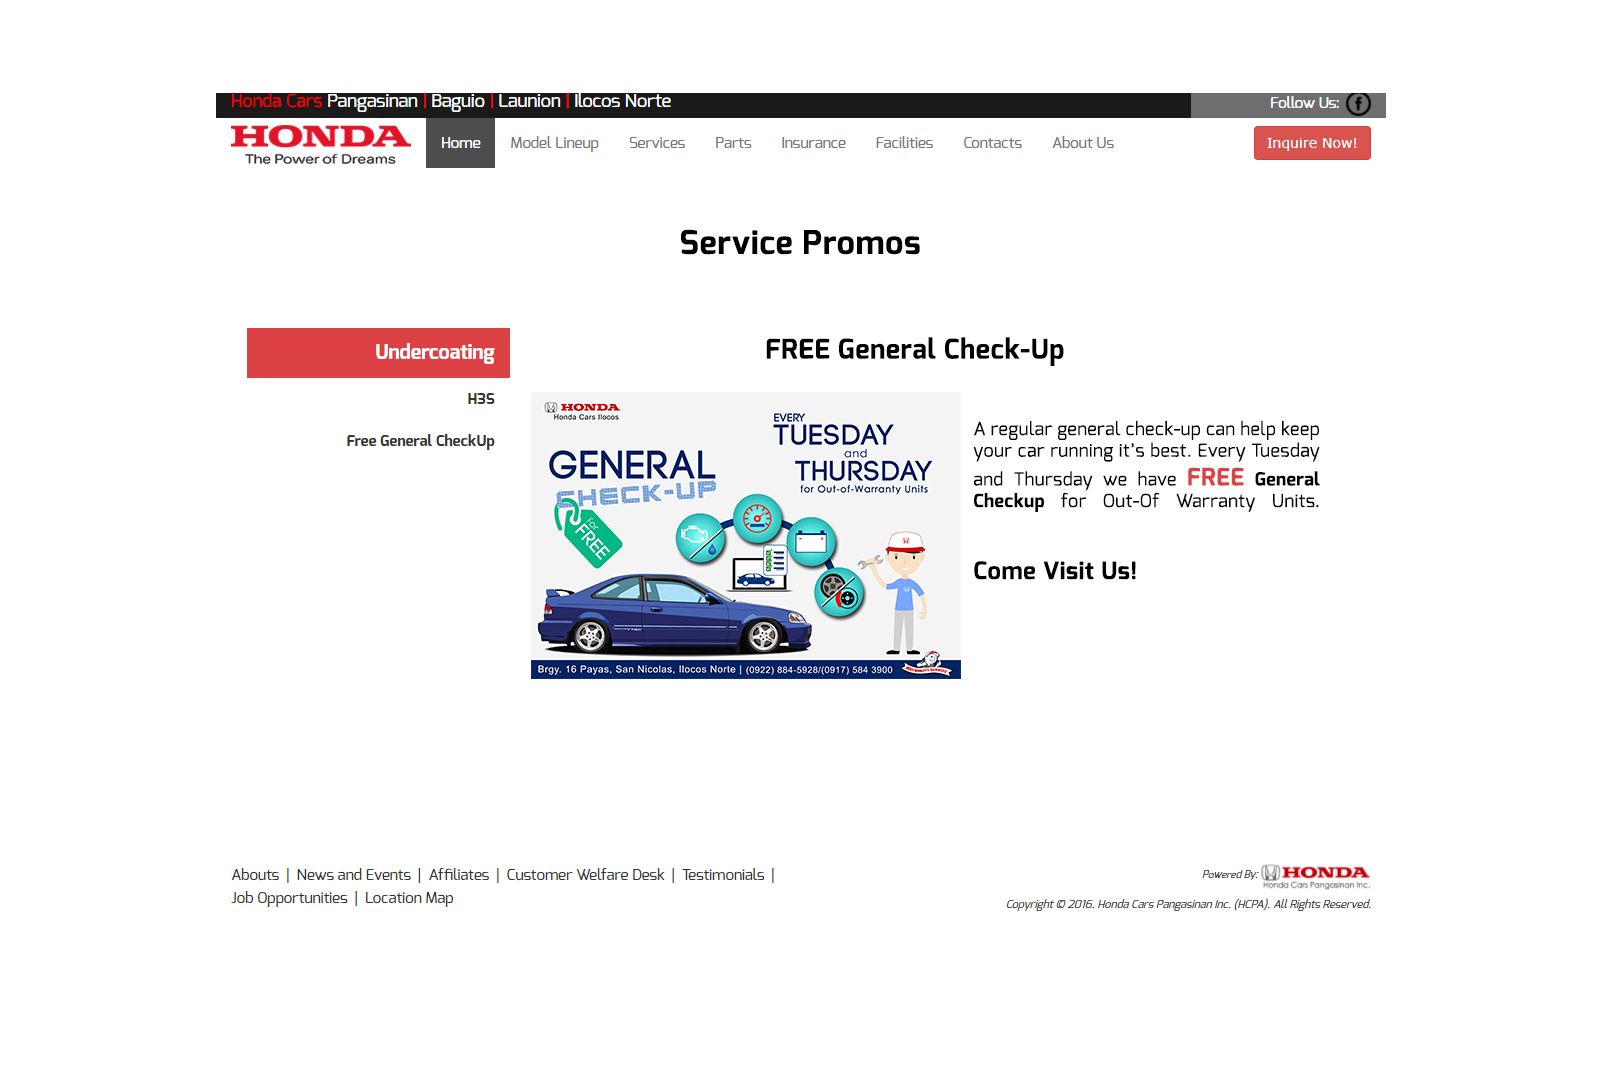 Honda Cars Pangasinan | Baguio | Launion | Ilocos Norte
Follow Us:
HONDA
The Power of Dreams
Home
Model Lineup
Services
Parts
Insurance
Facilities
Contacts
About Us
Inquire Now!
Service Promos
Undercoating
H3S
Free General CheckUp
FREE General Check-Up
HONDA
Honda Cars Ilocos
EVERY
TUESDAY
and
THURSDAY
for Out-of-Warranty Units
GENERAL
CHECK-UP
for
FREE
Brgy. 16 Payas, San Nicolas, Ilocos Norte | (0922) 884-5928/(0917) 584 3900
A regular general check-up can help keep
your car running it's best. Every Tuesday
and Thursday we have FREE General
Checkup for Out-Of Warranty Units.
Come Visit Us!
Abouts | News and Events | Affiliates | Customer Welfare Desk | Testimonials |
Job Opportunities | Location Map
Powered By: HONDA
Honda Cars Pangasinan Inc.
Copyright © 2016. Honda Cars Pangasinan Inc. (HCPA). All Rights Reserved.